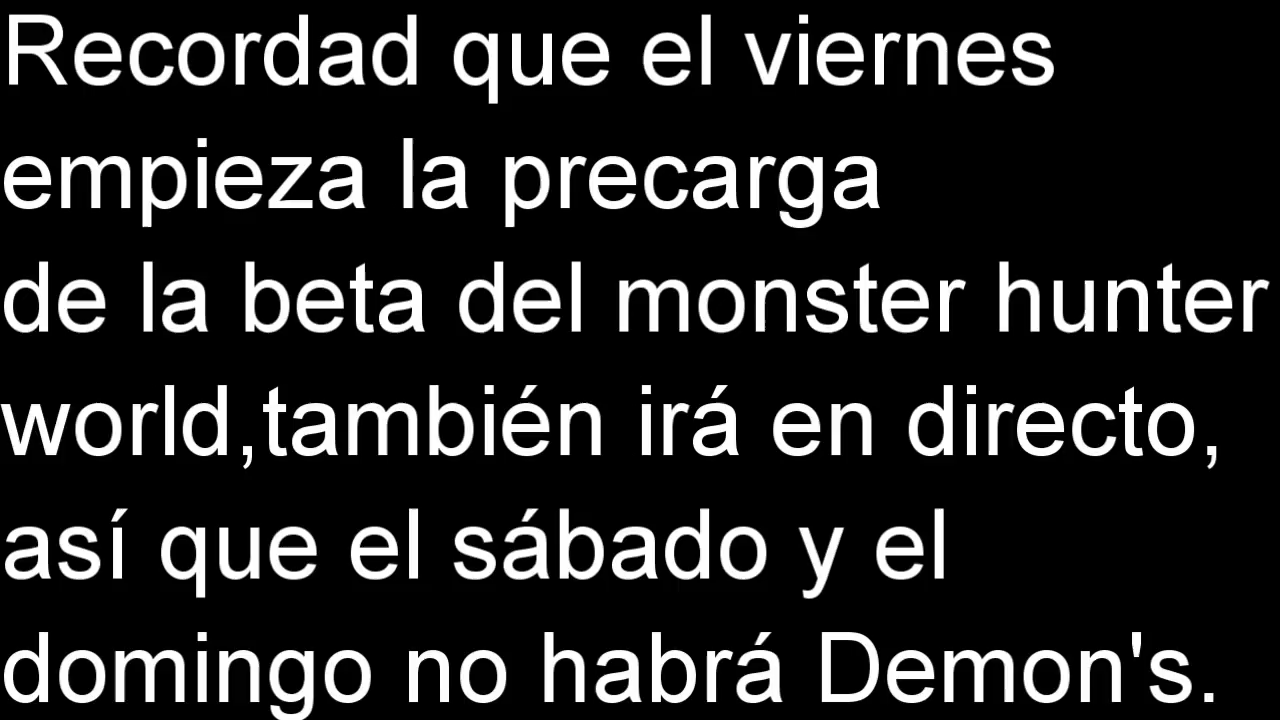 Recordad que el viernes
empieza la precarga
de la beta del monster hunter
world,también irá en directo,
así que el sábado y el
domingo no habrá Demon's.